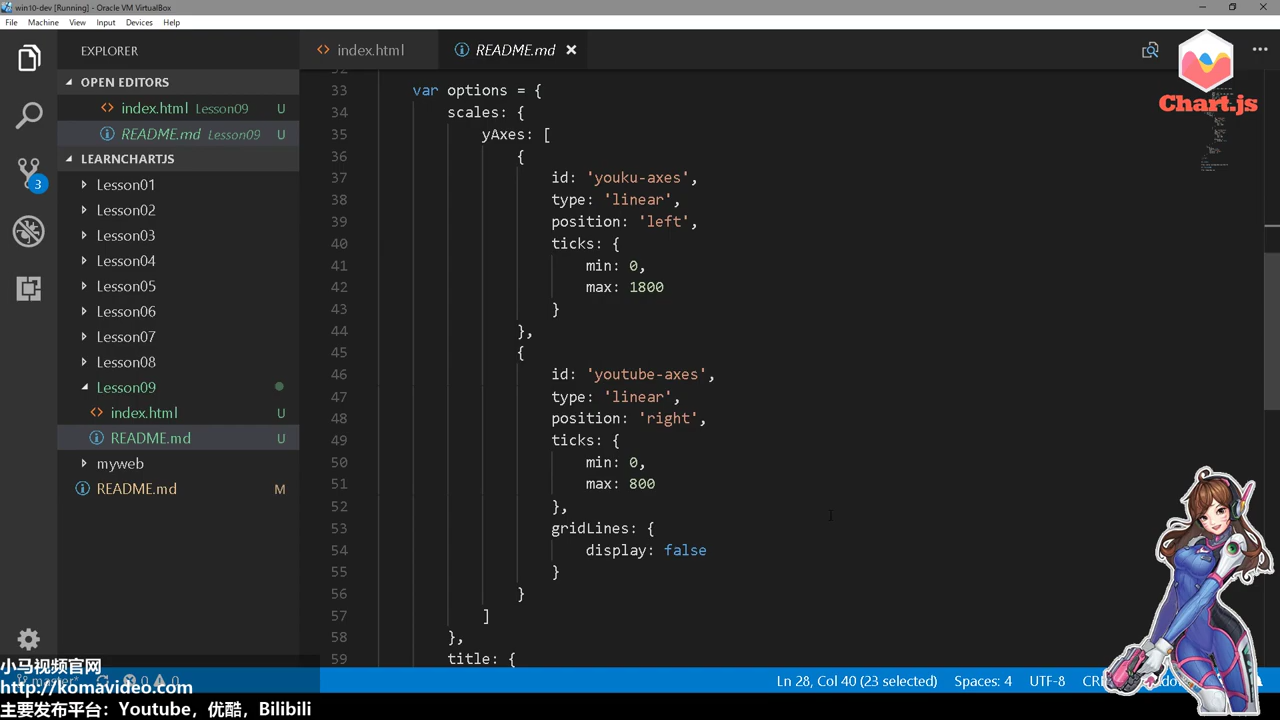 win10-dev [Running] - Oracle VM VirtualBox
File Machine View Input Devices Help
EXPLORER
index.html
README.md
Chart.js
OPEN EDITORS
index.html Lesson09 U
README.md Lesson09 U
LEARNCHARTJS
Lesson01
Lesson02
Lesson03
Lesson04
Lesson05
Lesson06
Lesson07
Lesson08
Lesson09
index.html U
README.md U
myweb
README.md M
3
33 var options = {
34 scales: {
35 yAxes: [
36 {
37 id: 'youku-axes',
38 type: 'linear',
39 position: 'left',
40 ticks: {
41 min: 0,
42 max: 1800
43 }
44 },
45 {
46 id: 'youtube-axes',
47 type: 'linear',
48 position: 'right',
49 ticks: {
50 min: 0,
51 max: 800
52 },
53 gridLines: {
54 display: false
55 }
56 }
57 ]
58 },
59 title: {
小马视频官网
http://komavideo.com
主要发布平台：Youtube，优酷，Bilibili
Ln 28, Col 40 (23 selected) Spaces: 4 UTF-8